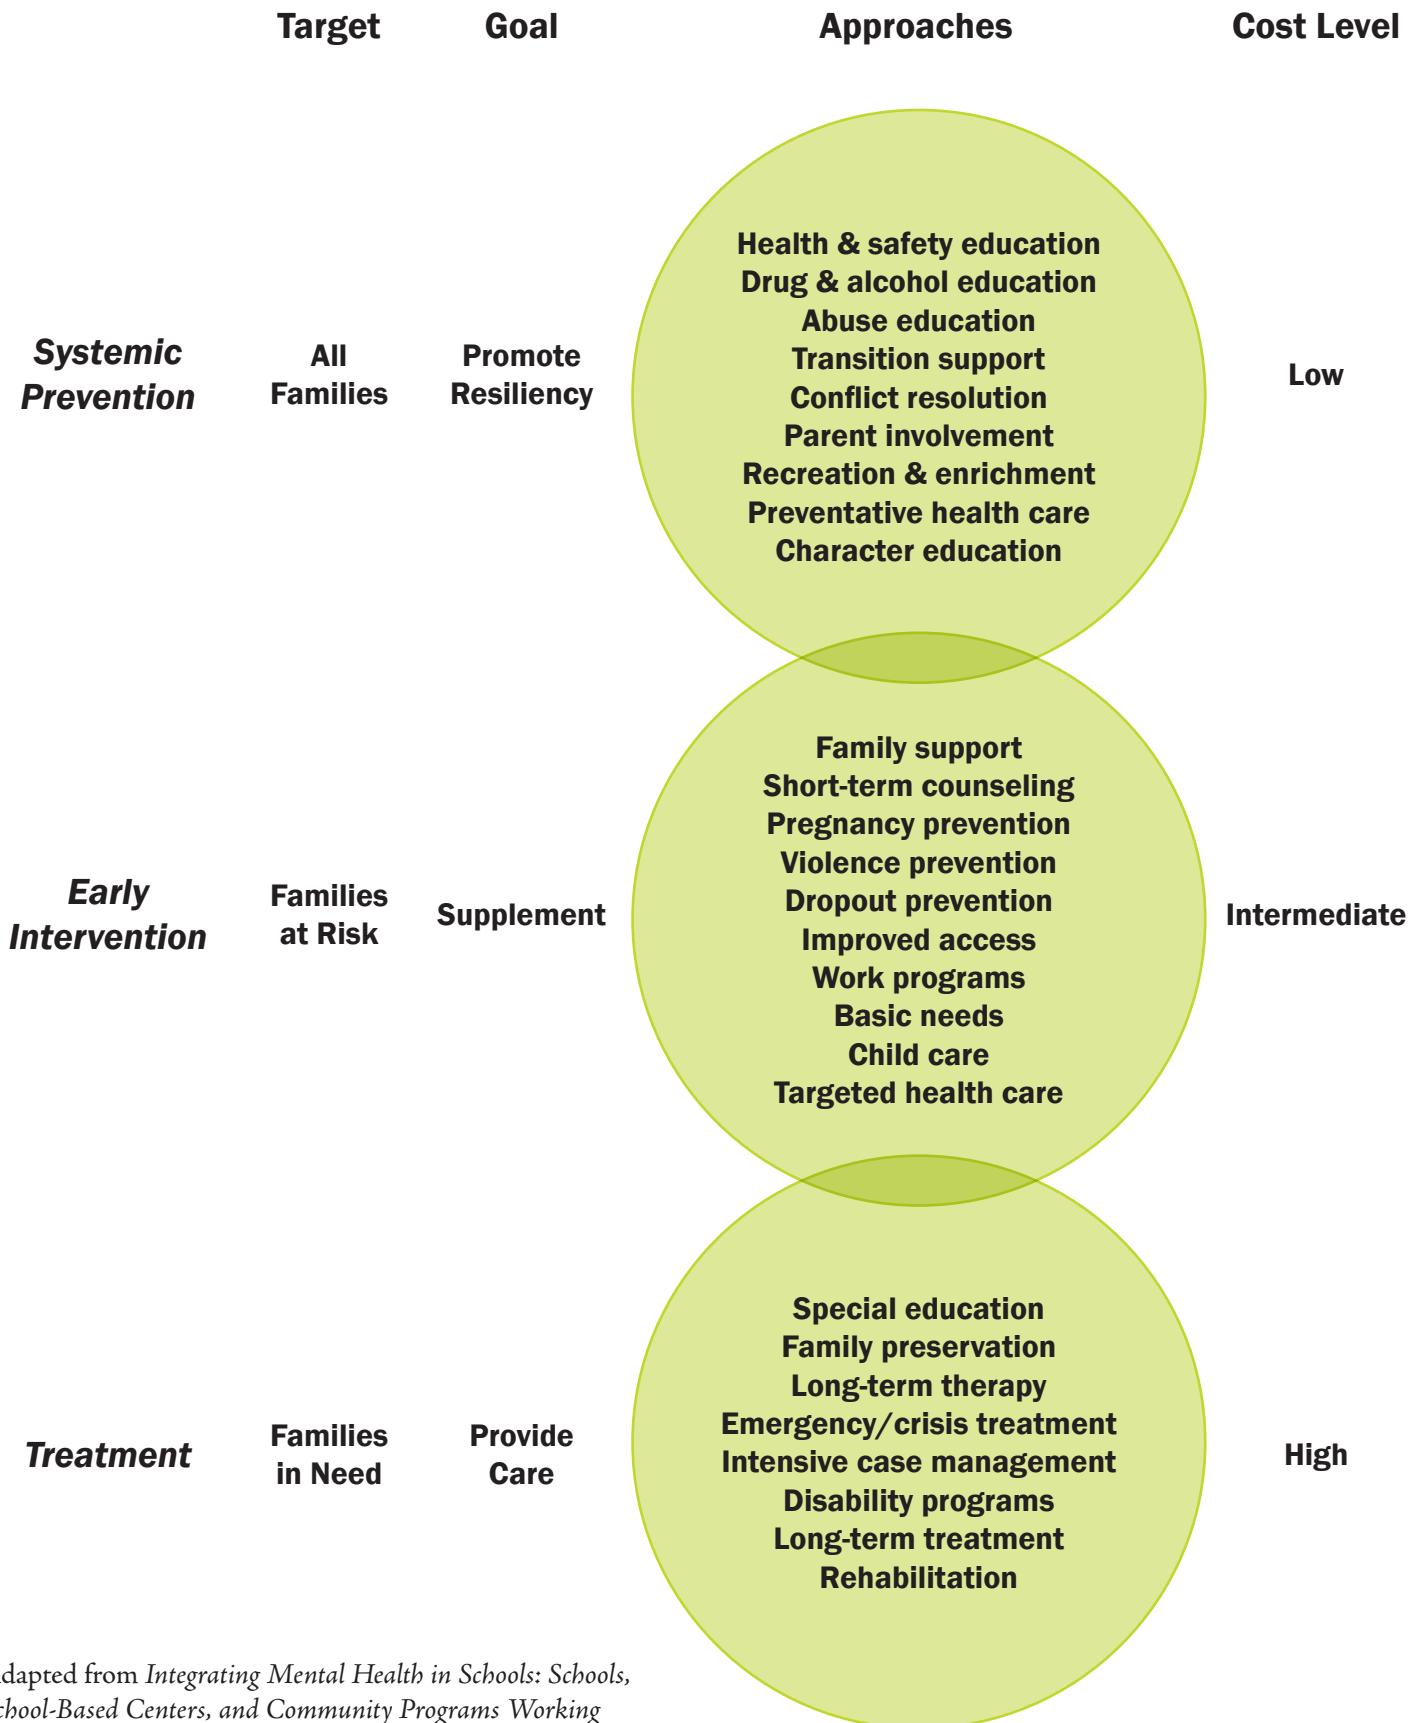 Target Goal Approaches Cost Level
Health & safety education
Drug & alcohol education
Abuse education
Transition support
Conflict resolution
Parent involvement
Recreation & enrichment
Preventative health care
Character education
Systemic
Prevention
All
Families
Promote
Resiliency
Low
Family support
Short-term counseling
Pregnancy prevention
Violence prevention
Dropout prevention
Improved access
Work programs
Basic needs
Child care
Targeted health care
Early
Intervention
Families
at Risk
Supplement
Intermediate
Special education
Family preservation
Long-term therapy
Emergency/crisis treatment
Intensive case management
Disability programs
Long-term treatment
Rehabilitation
Treatment
Families
in Need
Provide
Care
High
dapted from Integrating Mental Health in Schools: Schools,
chool-Based Centers, and Community Programs Working